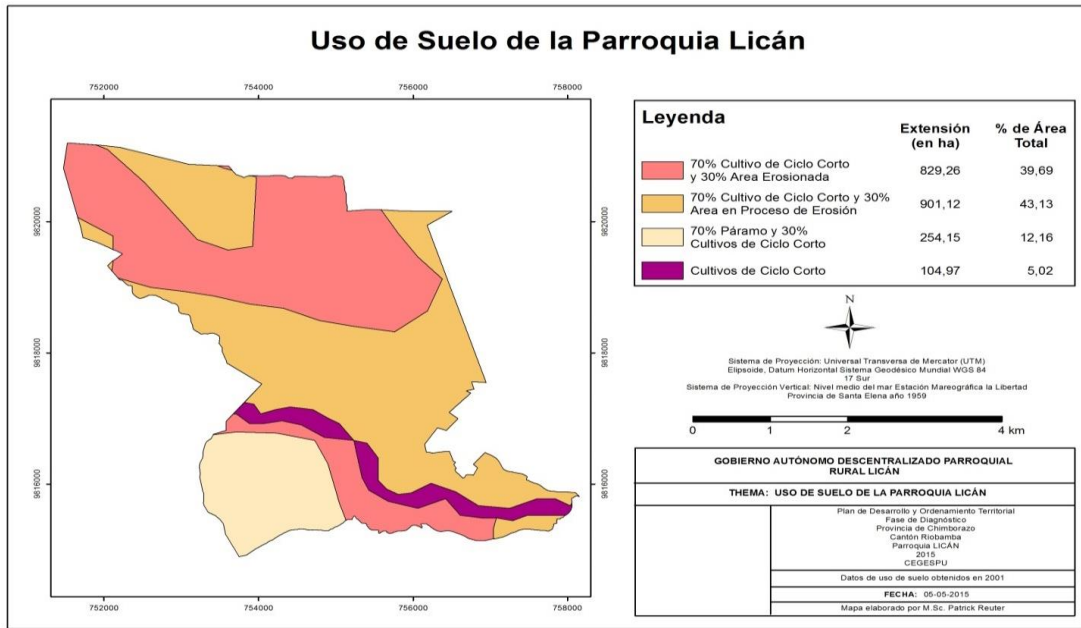 Uso de Suelo de la Parroquia Licán
752000
754000
756000
758000
9820000
9818000
9816000
9820000
9818000
9816000
752000
754000
756000
758000
Leyenda
Extensión
(en ha)
% de Área
Total
70% Cultivo de Ciclo Corto
y 30% Area Erosionada
829,26
39,69
70% Cultivo de Ciclo Corto y 30%
Area en Proceso de Erosión
901,12
43,13
70% Páramo y 30%
Cultivos de Ciclo Corto
254,15
12,16
Cultivos de Ciclo Corto
104,97
5,02
N
Sistema de Proyección: Universal Transversa de Mercator (UTM)
Elipsoide, Datum Horizontal Sistema Geodésico Mundial WGS 84
17 Sur
Sistema de Proyección Vertical: Nivel medio del mar Estación Mareográfica la Libertad
Provincia de Santa Elena año 1959
0 1 2 4 km
GOBIERNO AUTÓNOMO DESCENTRALIZADO PARROQUIAL
RURAL LICÁN
THEMA: USO DE SUELO DE LA PARROQUIA LICÁN
Plan de Desarrollo y Ordenamiento Territorial
Fase de Diagnóstico
Provincia de Chimborazo
Cantón Riobamba
Parroquia LICÁN
2015
CEGESPU
Datos de uso de suelo obtenidos en 2001
FECHA: 05-05-2015
Mapa elaborado por M.Sc. Patrick Reuter